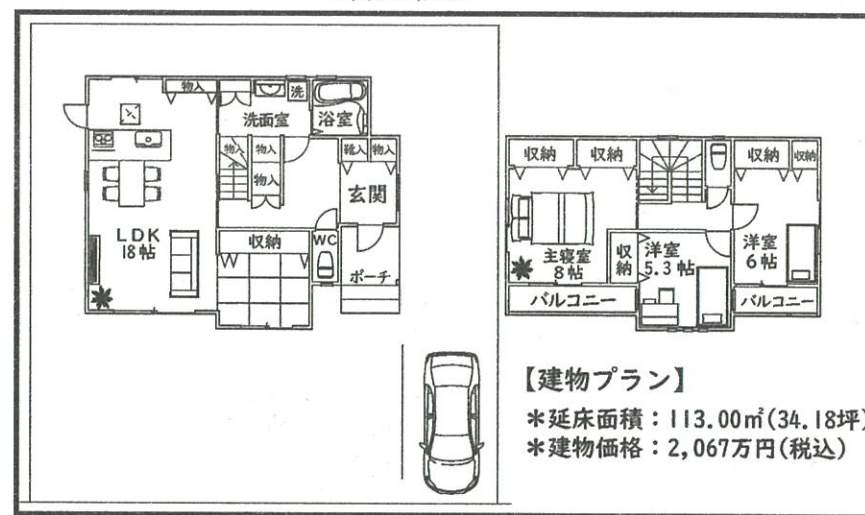 物入
洗
洗面室
浴室
物入
物入
靴入
物入
物入
玄関
LDK
18帖
収納
WC
ポーチ
収納
収納
収納
収納
主寝室
8帖
収納
洋室
5.3帖
洋室
6帖
バルコニー
バルコニー
【建物プラン】
*延床面積:113.00㎡(34.18坪)
*建物価格:2,067万円(税込)